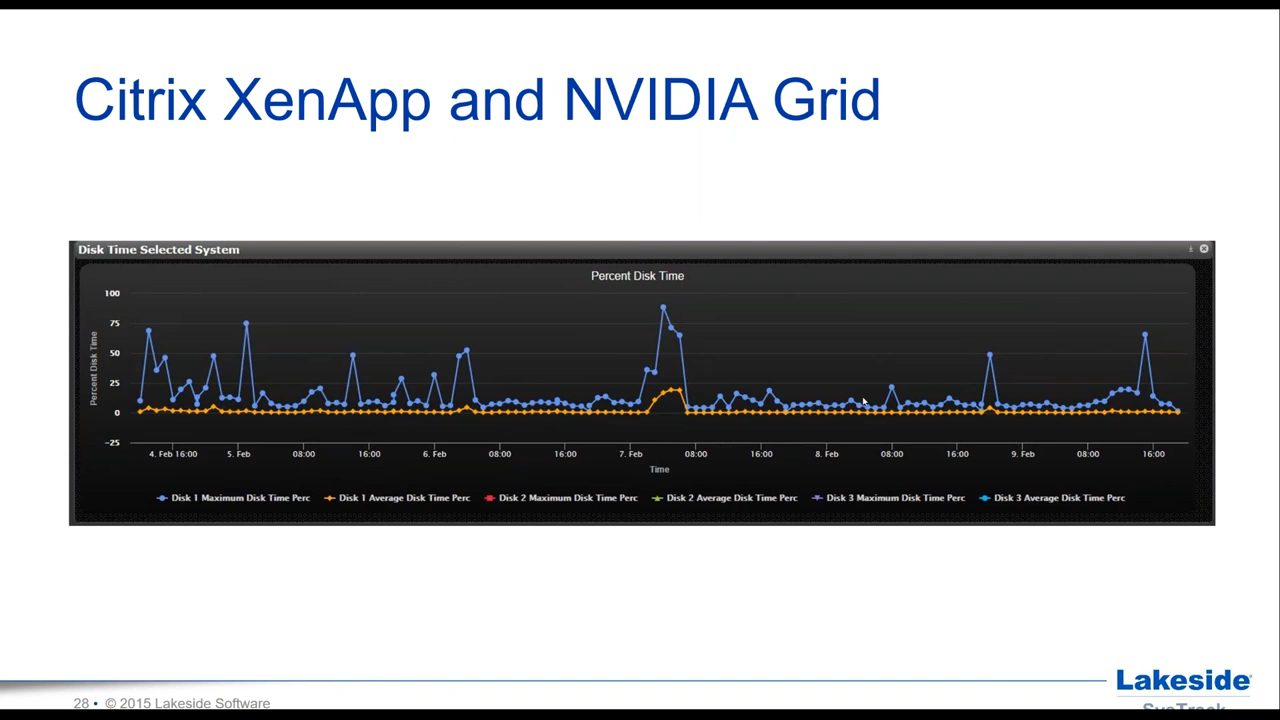 Citrix XenApp and NVIDIA Grid
Disk Time Selected System
Percent Disk Time
100
75
50
25
0
-25
Percent Disk Time
4. Feb 16:00 5. Feb 08:00 16:00 6. Feb 08:00 16:00 7. Feb 08:00 16:00 8. Feb 08:00 16:00 9. Feb 08:00 16:00
Time
Disk 1 Maximum Disk Time Perc Disk 1 Average Disk Time Perc Disk 2 Maximum Disk Time Perc Disk 2 Average Disk Time Perc Disk 3 Maximum Disk Time Perc Disk 3 Average Disk Time Perc
Lakeside
28 • © 2015 Lakeside Software